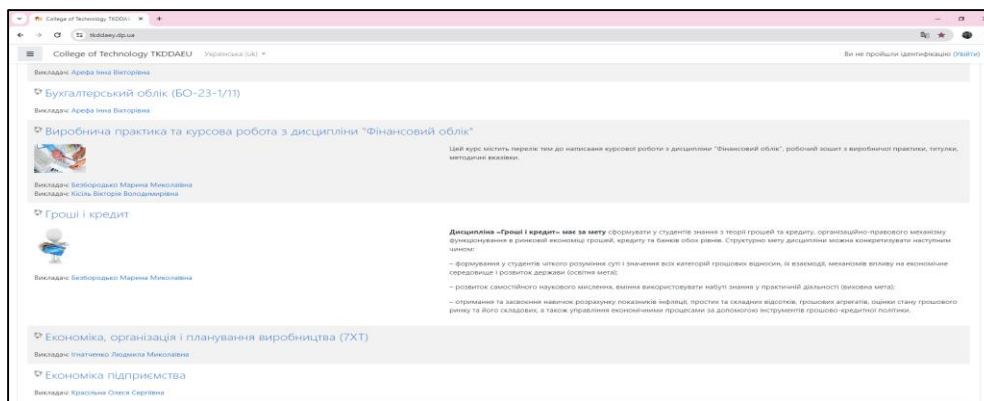 College of Technology TKDDAEU
tkddaey.dp.ua
College of Technology TKDDAEU Українська (uk)
Ви не пройшли ідентифікацію (Увійти)
Викладач: Арефа Інна Вікторівна
Бухгалтерський облік (БО-23-1/11)
Викладач: Арефа Інна Вікторівна
Виробнича практика та курсова робота з дисципліни "Фінансовий облік"
Цей курс містить перелік тем до написання курсової роботи з дисципліни "Фінансовий облік", робочий зошит з виробничої практики, титулки,
методичні вказівки.
Викладач: Безбородько Марина Миколаївна
Викладач: Кісіль Вікторія Володимирівна
Гроші і кредит
Дисципліна «Гроші і кредит» має за мету сформувати у студентів знання з теорії грошей та кредиту, організаційно-правового механізму
функціонування в ринковій економіці грошей, кредиту та банків обох рівнів. Структурно мету дисципліни можна конкретизувати наступним
чином:
– формування у студентів чіткого розуміння суті і значення всіх категорій грошових відносин, їх взаємодії, механізмів впливу на економічне
середовище і розвиток держави (освітня мета);
– розвиток самостійного наукового мислення, вміння використовувати набуті знання у практичній діяльності (виховна мета);
– отримання та засвоєння навичок розрахунку показників інфляції, простих та складних відсотків, грошових агрегатів, оцінки стану грошового
ринку та його складових, а також управління економічними процесами за допомогою інструментів грошово-кредитної політики.
Викладач: Безбородько Марина Миколаївна
Економіка, організація і планування виробництва (7ХТ)
Викладач: Ігнатченко Людмила Миколаївна
Економіка підприємства
Викладач: Красільна Олеся Сергіївна